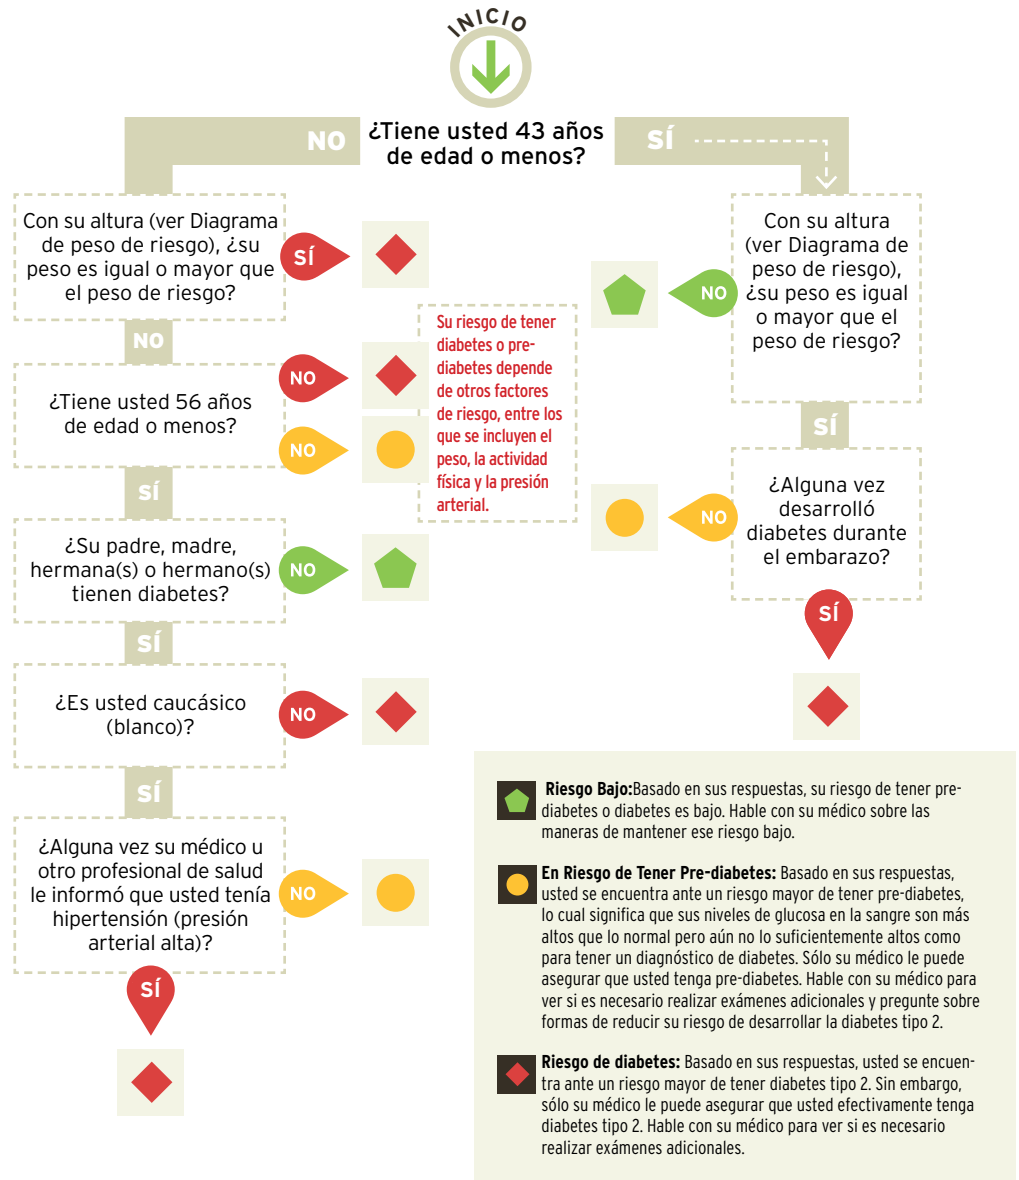 INICIO
¿Tiene usted 43 años
de edad o menos?
NO
SÍ
Con su altura (ver Diagrama
de peso de riesgo), ¿su
peso es igual o mayor que
el peso de riesgo?
SÍ
NO
¿Tiene usted 56 años
de edad o menos?
NO
NO
Su riesgo de tener
diabetes o pre-
diabetes depende
de otros factores
de riesgo, entre los
que se incluyen el
peso, la actividad
física y la presión
arterial.
SÍ
¿Su padre, madre,
hermana(s) o hermano(s)
tienen diabetes?
NO
SÍ
¿Es usted caucásico
(blanco)?
NO
SÍ
¿Alguna vez su médico u
otro profesional de salud
le informó que usted tenía
hipertensión (presión
arterial alta)?
NO
SÍ
Con su altura
(ver Diagrama de
peso de riesgo),
¿su peso es igual
o mayor que el
peso de riesgo?
NO
SÍ
¿Alguna vez
desarrolló
diabetes durante
el embarazo?
NO
SÍ
Riesgo Bajo:Basado en sus respuestas, su riesgo de tener pre-
diabetes o diabetes es bajo. Hable con su médico sobre las
maneras de mantener ese riesgo bajo.
En Riesgo de Tener Pre-diabetes: Basado en sus respuestas,
usted se encuentra ante un riesgo mayor de tener pre-diabetes,
lo cual significa que sus niveles de glucosa en la sangre son más
altos que lo normal pero aún no lo suficientemente altos como
para tener un diagnóstico de diabetes. Sólo su médico le puede
asegurar que usted tenga pre-diabetes. Hable con su médico para
ver si es necesario realizar exámenes adicionales y pregunte sobre
formas de reducir su riesgo de desarrollar la diabetes tipo 2.
Riesgo de diabetes: Basado en sus respuestas, usted se encuen-
tra ante un riesgo mayor de tener diabetes tipo 2. Sin embargo,
sólo su médico le puede asegurar que usted efectivamente tenga
diabetes tipo 2. Hable con su médico para ver si es necesario
realizar exámenes adicionales.